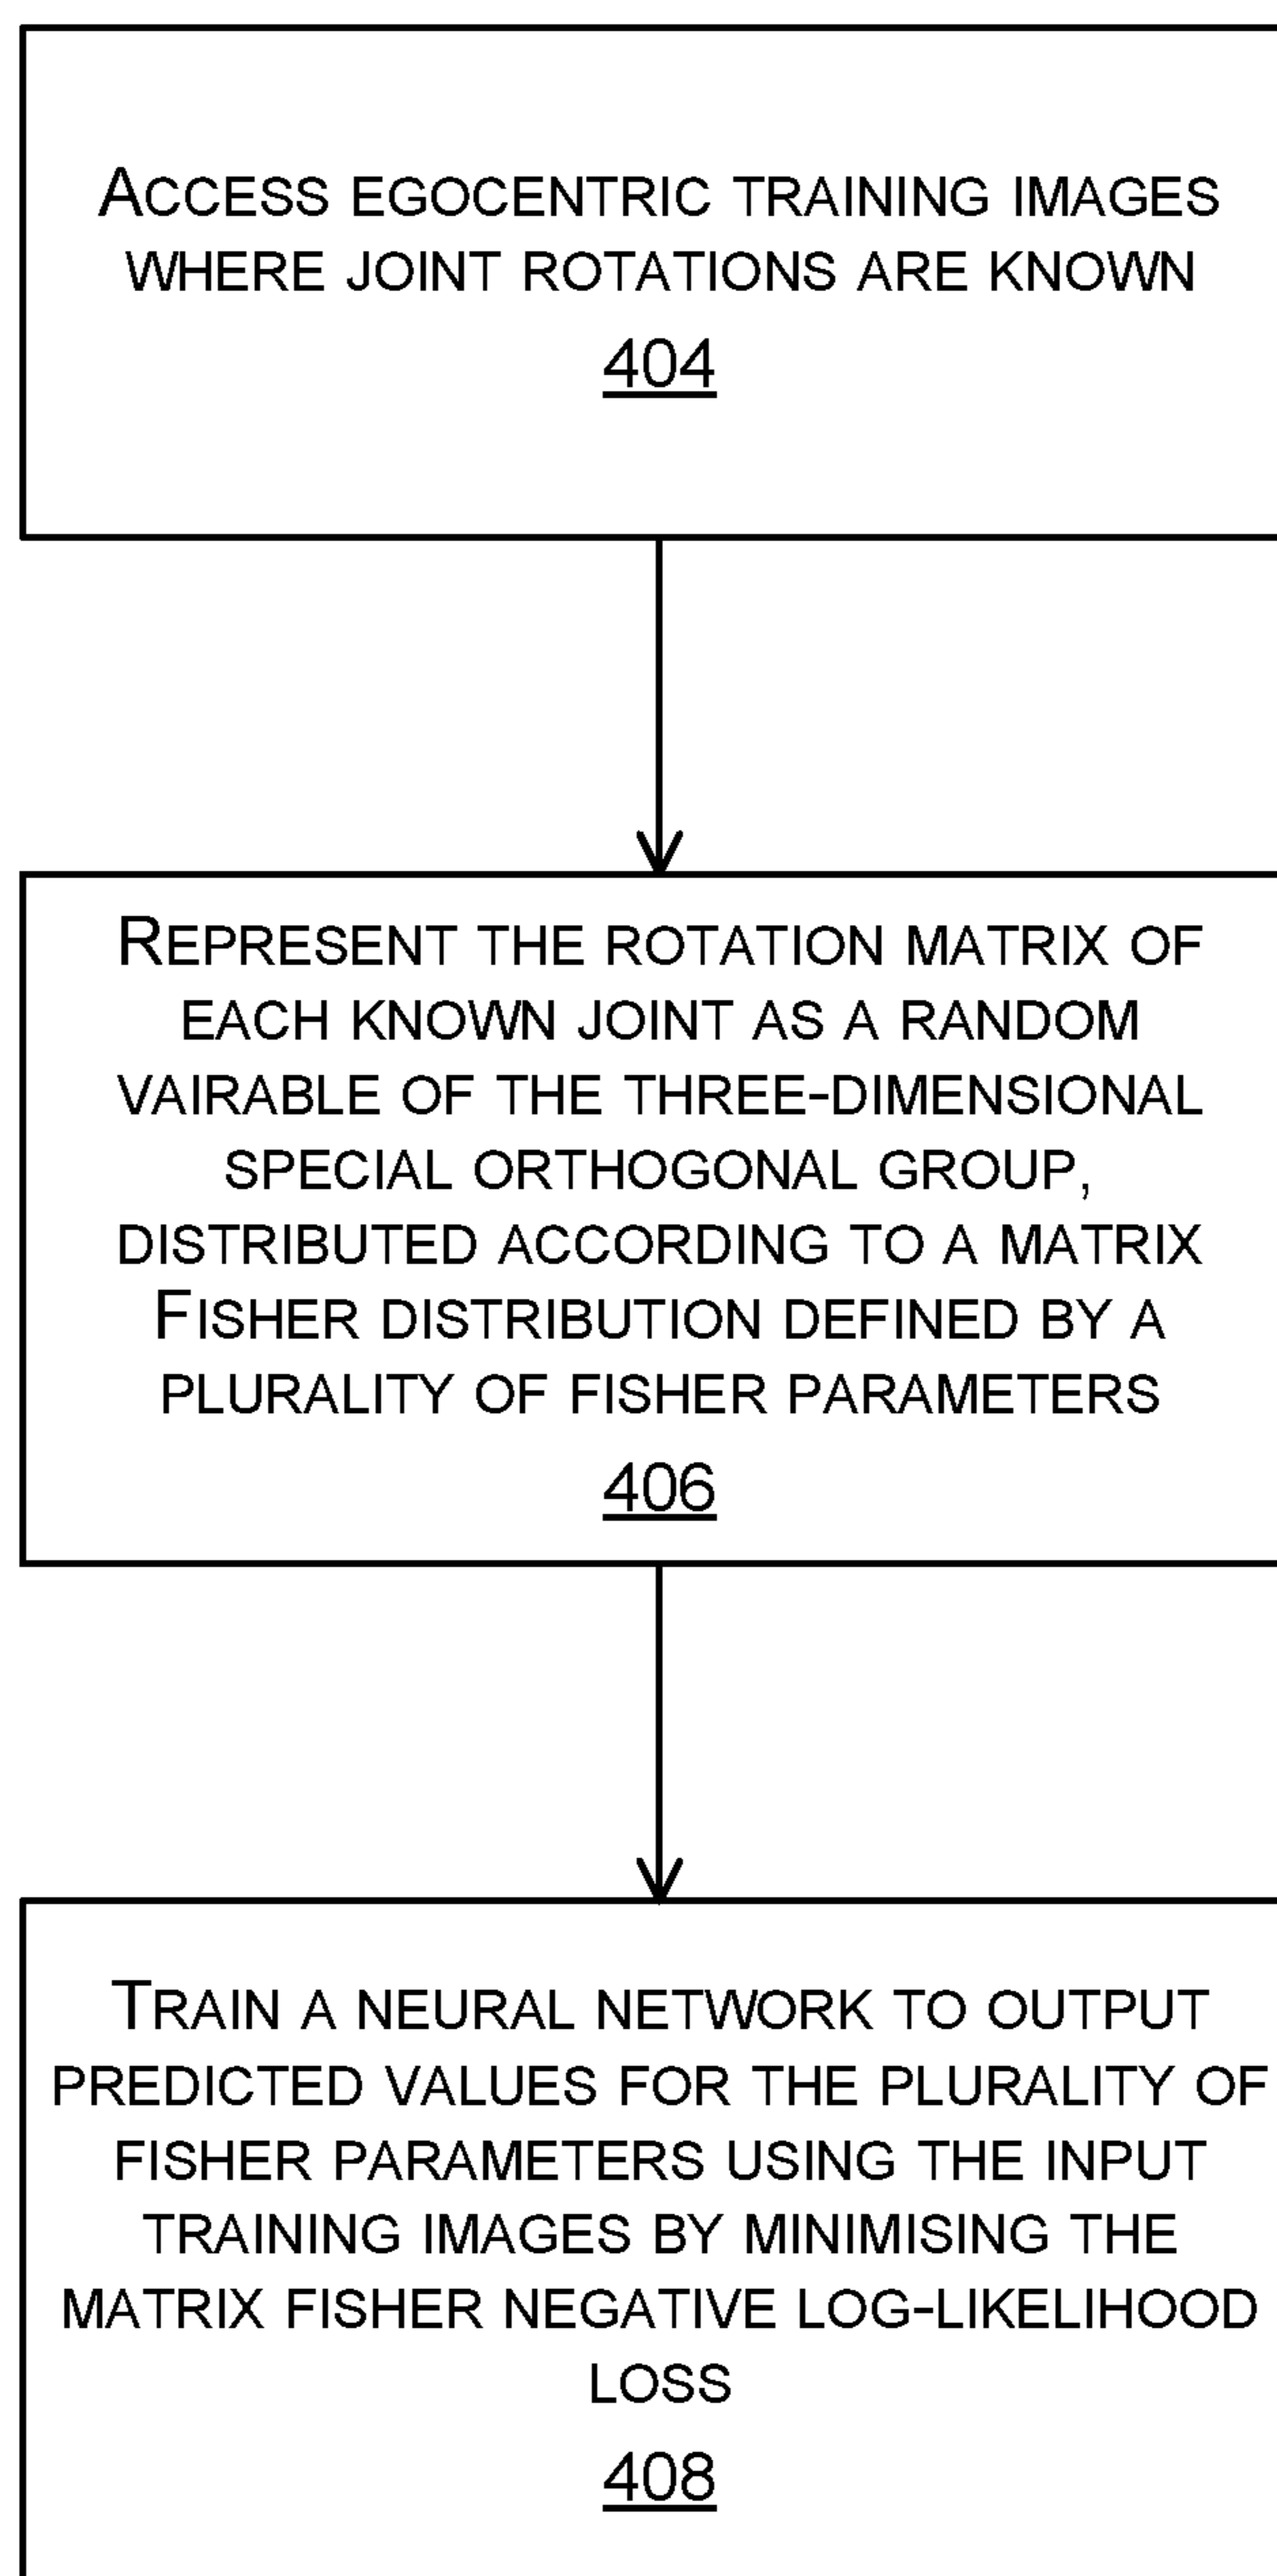 ACCESS EGOCENTRIC TRAINING IMAGES
WHERE JOINT ROTATIONS ARE KNOWN
404
REPRESENT THE ROTATION MATRIX OF
EACH KNOWN JOINT AS A RANDOM
VAIRABLE OF THE THREE-DIMENSIONAL
SPECIAL ORTHOGONAL GROUP,
DISTRIBUTED ACCORDING TO A MATRIX
FISHER DISTRIBUTION DEFINED BY A
PLURALITY OF FISHER PARAMETERS
406
TRAIN A NEURAL NETWORK TO OUTPUT
PREDICTED VALUES FOR THE PLURALITY OF
FISHER PARAMETERS USING THE INPUT
TRAINING IMAGES BY MINIMISING THE
MATRIX FISHER NEGATIVE LOG-LIKELIHOOD
LOSS
408